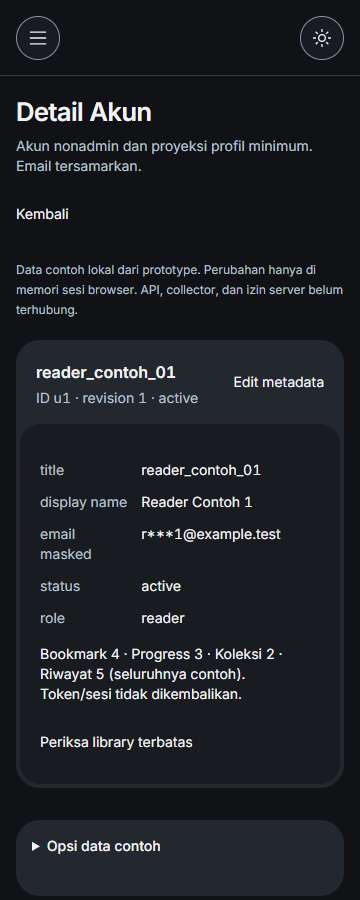 Detail Akun
Akun nonadmin dan proyeksi profil minimum.
Email tersamarkan.
Kembali
Data contoh lokal dari prototype. Perubahan hanya di
memori sesi browser. API, collector, dan izin server belum
terhubung.
reader_contoh_01
ID u1 · revision 1 · active
Edit metadata
title reader_contoh_01
display name Reader Contoh 1
email masked r***1@example.test
status active
role reader
Bookmark 4 · Progress 3 · Koleksi 2 ·
Riwayat 5 (seluruhnya contoh).
Token/sesi tidak dikembalikan.
Periksa library terbatas
Opsi data contoh